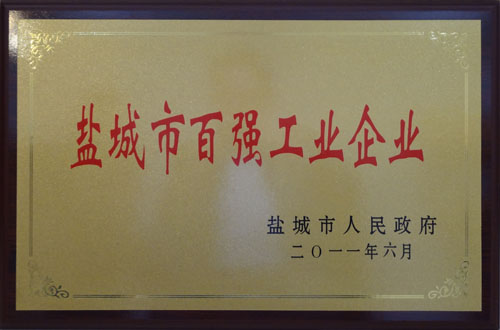 盐城市百强工业企业
盐城市人民政府
二〇一一年六月